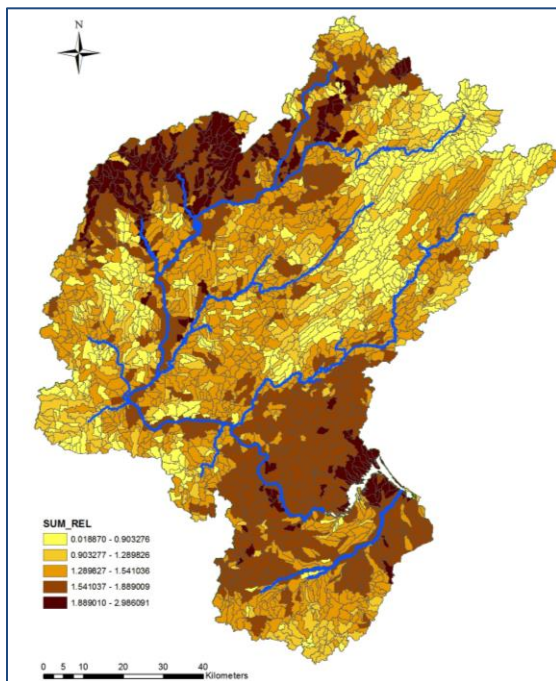 N
SUM_REL
0.018870 - 0.903276
0.903277 - 1.289826
1.289827 - 1.541036
1.541037 - 1.889009
1.889010 - 2.986091
0 5 10 20 30 40
Kilometers